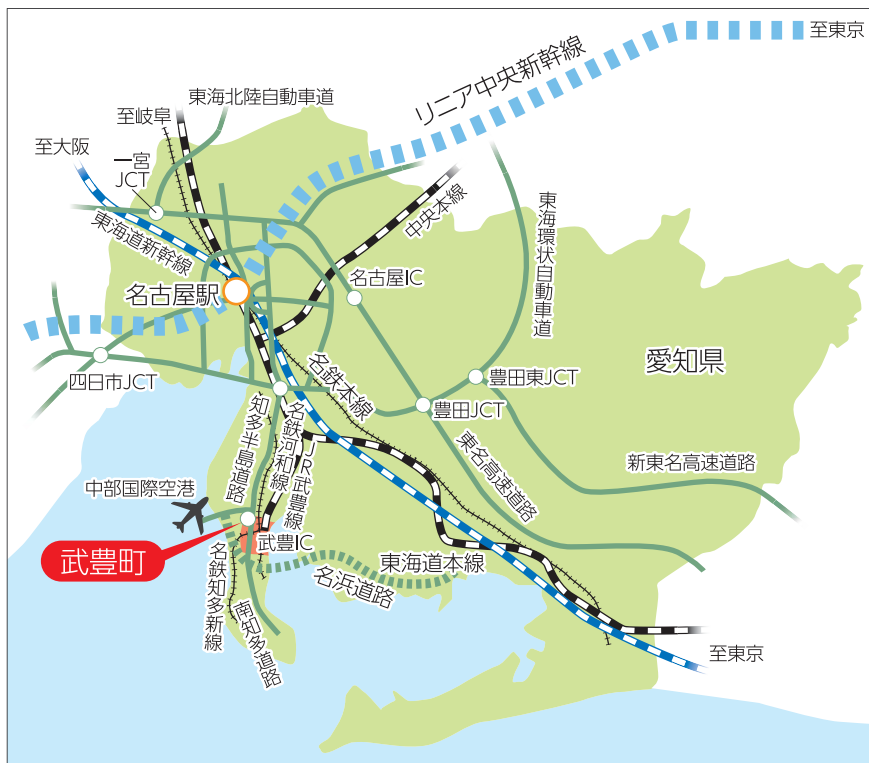 至東京
リニア中央新幹線
東海北陸自動車道
至岐阜
至大阪
一宮
JCT
東海道新幹線
中央本線
東海環状自動車道
名古屋駅
名古屋IC
四日市JCT
名鉄本線
豊田東JCT
豊田JCT
愛知県
知多半島道路
名鉄河和線
JR武豊線
東名高速道路
新東名高速道路
中部国際空港
武豊IC
武豊町
名鉄知多新線
南知多道路
名浜道路
東海道本線
至東京